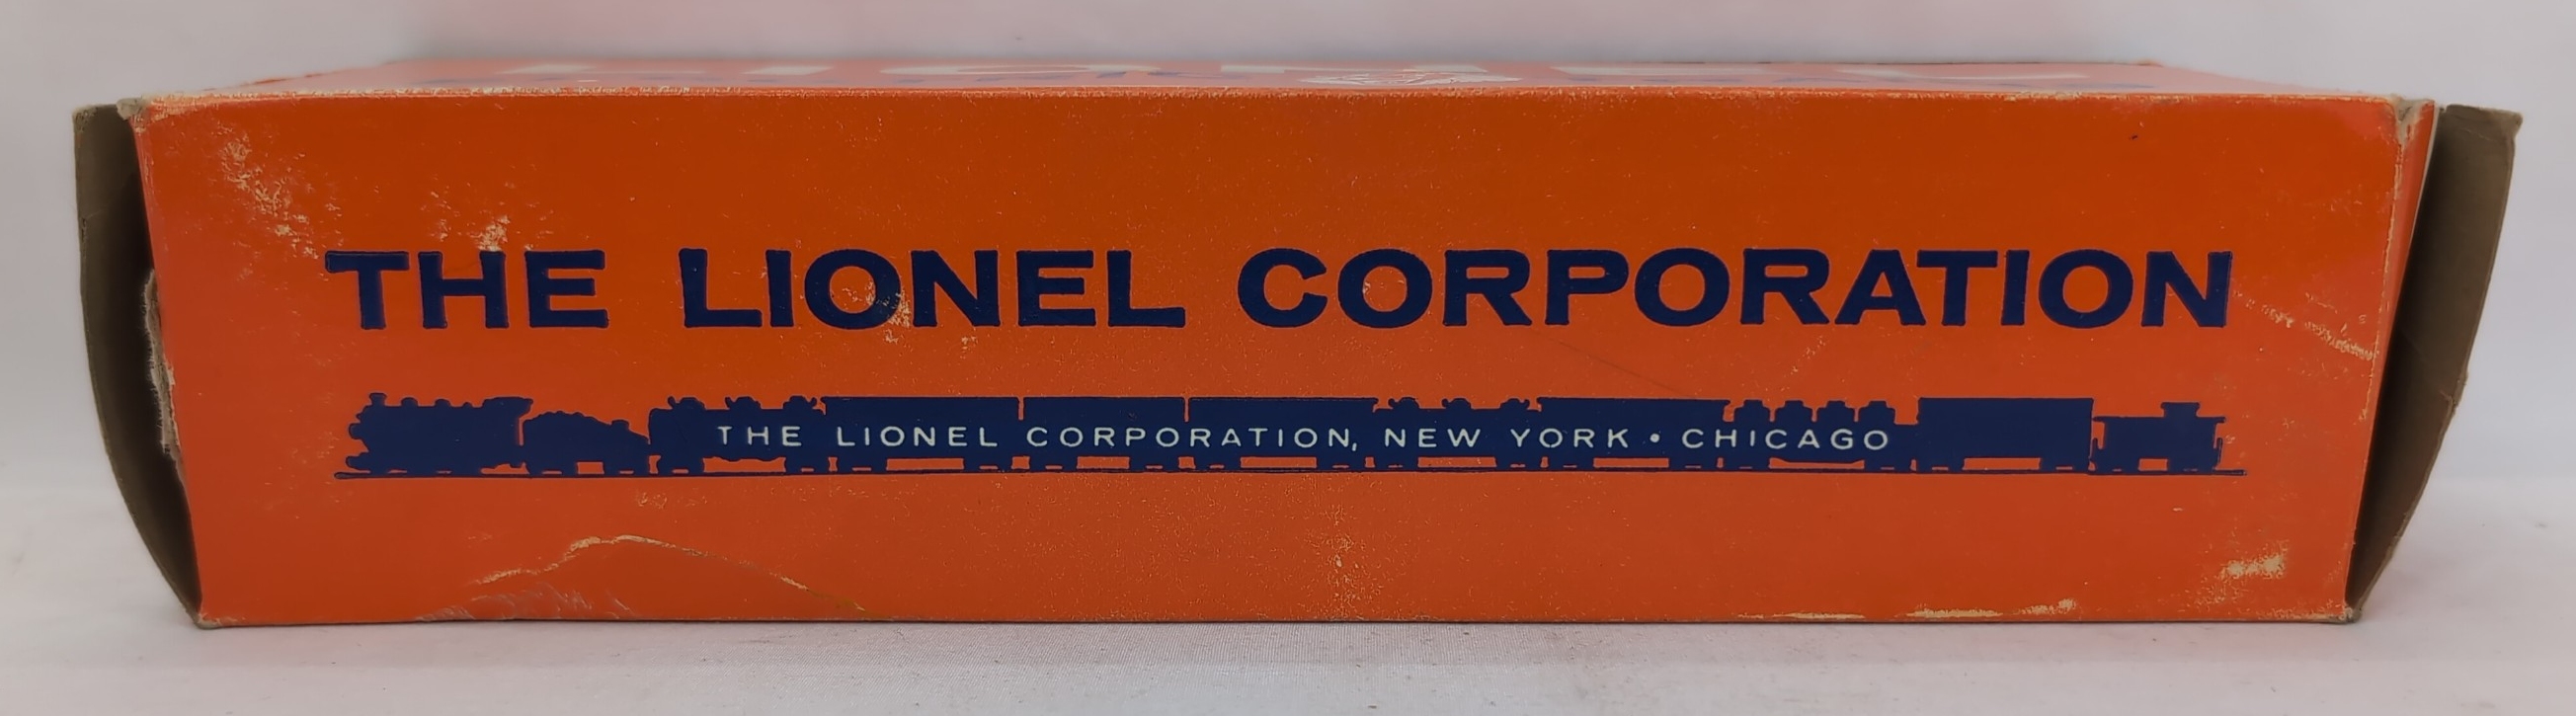 THE LIONEL CORPORATION
THE LIONEL CORPORATION, NEW YORK • CHICAGO